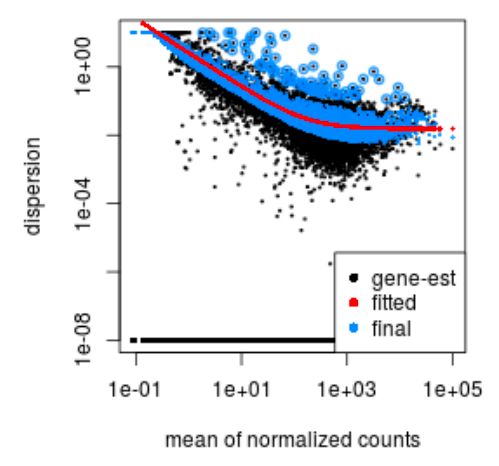 1e+00
1e-04
1e-08
dispersion
gene-est
fitted
final
1e-01 1e+01 1e+03 1e+05
mean of normalized counts